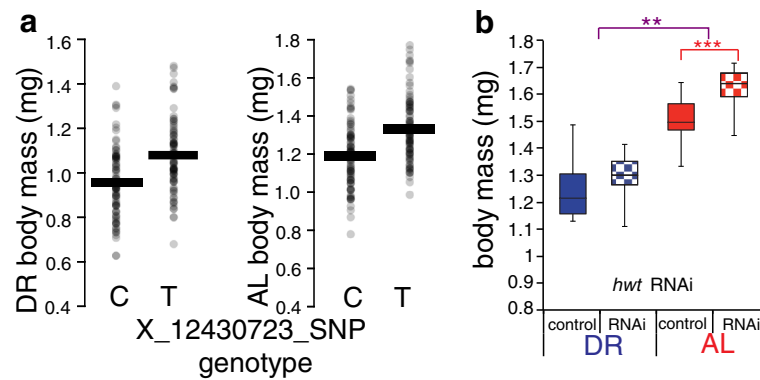 a
DR body mass (mg)
1.6
1.4
1.2
1.0
0.8
0.6
0.4
C T
AL body mass (mg)
1.8
1.6
1.4
1.2
1.0
0.8
0.6
0.4
C T
X_12430723_SNP
genotype
b
body mass (mg)
1.8
1.7
1.6
1.5
1.4
1.3
1.2
1.1
1
0.9
0.8
**
***
hwt RNAi
control RNAi control RNAi
DR AL